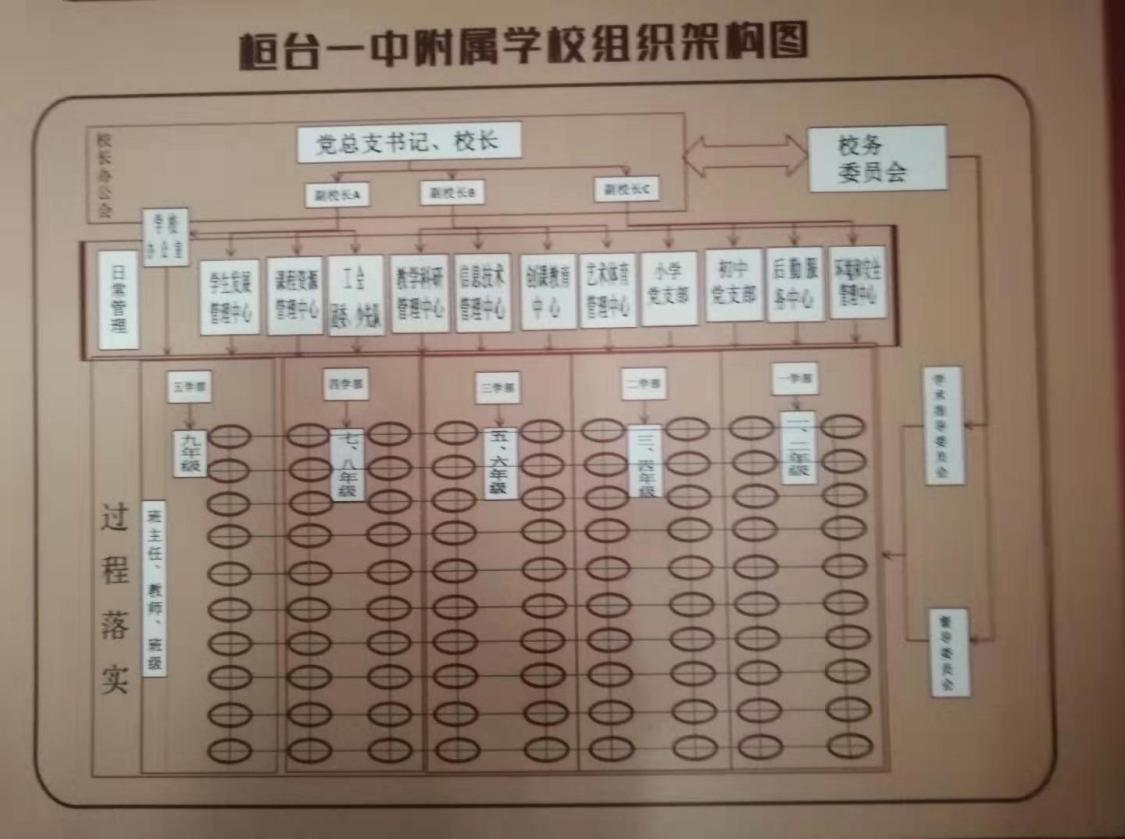 桓台一中附属学校组织架构图
校长办公会
党总支书记、校长
校务
委员会
副校长A
副校长B
副校长C
学校
办公室
日常管理
学生发展
管理中心
课程资源
管理中心
工会
团委、少先队
教学科研
管理中心
信息技术
管理中心
创课教育
中心
艺术体育
管理中心
小学
党支部
初中
党支部
后勤服
务中心
环境和安全
管理中心
五学部
四学部
三学部
二学部
一学部
九年级
七、八年级
五、六年级
三、四年级
一、二年级
过程落实
班主任、教师、班级
学术指导委员会
督导委员会